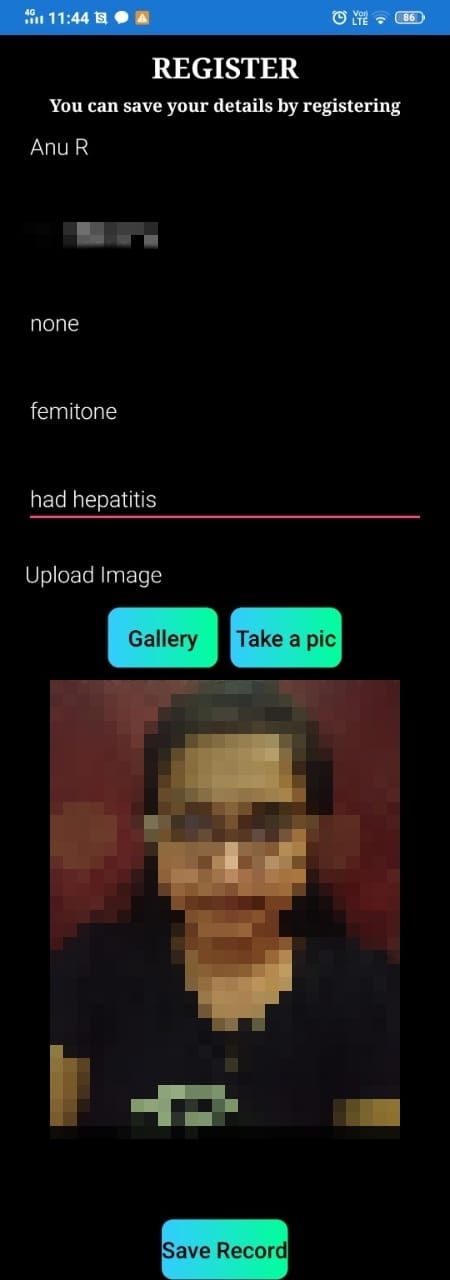 4G 11:44 Vo) LTE 86
REGISTER
You can save your details by registering
Anu R
none
femitone
had hepatitis
Upload Image
Gallery Take a pic
Save Record